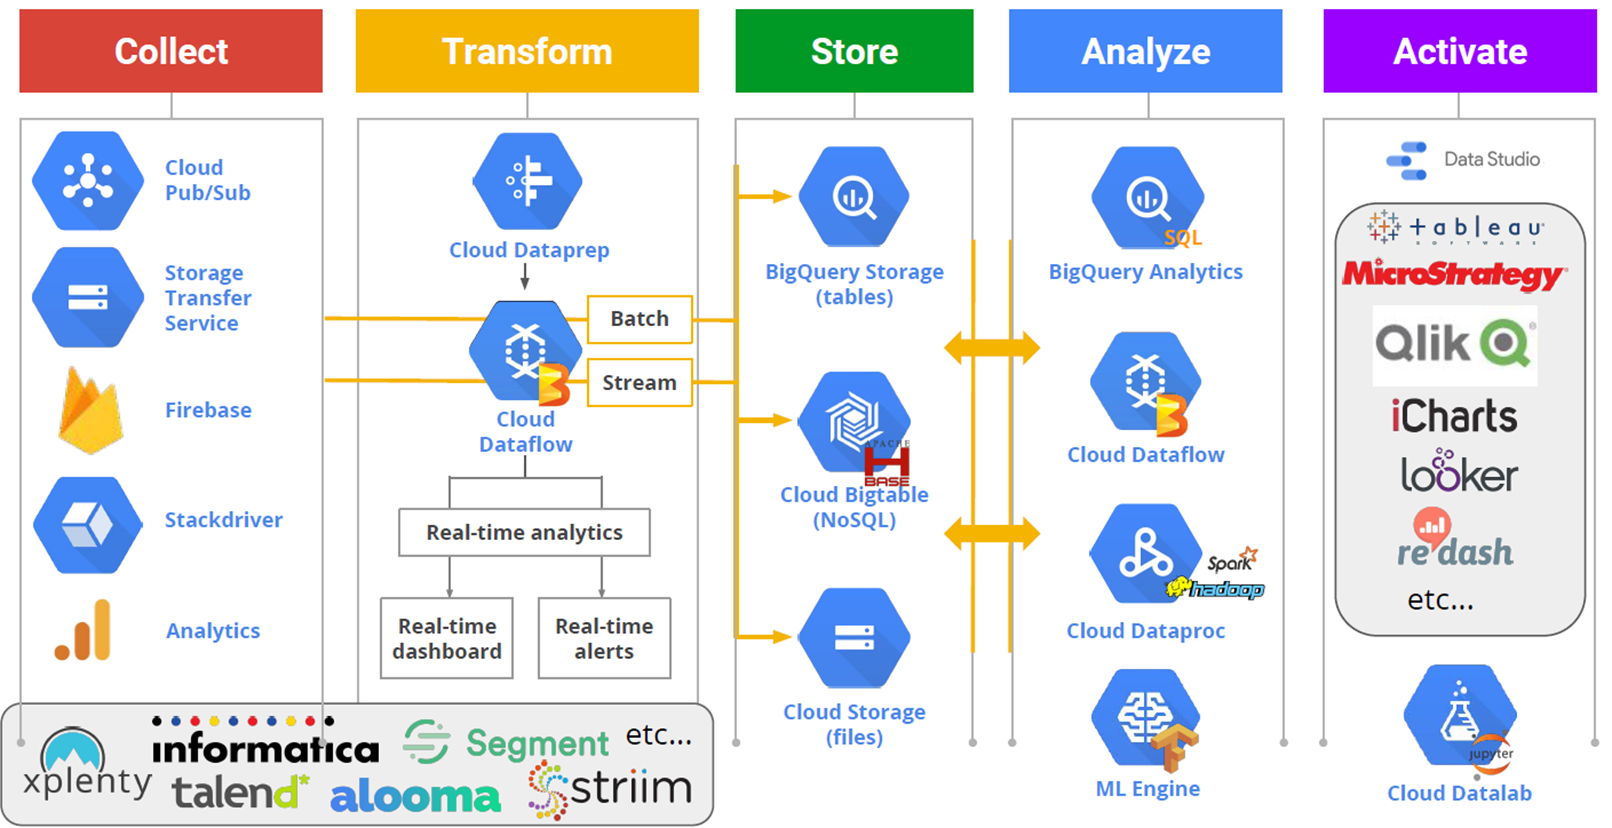 Collect
Transform
Store
Analyze
Activate
Cloud
Pub/Sub
Storage
Transfer
Service
Firebase
Stackdriver
Analytics
Cloud Dataprep
Batch
Stream
Cloud
Dataflow
Real-time analytics
Real-time
dashboard
Real-time
alerts
xplenty
informatica
talend*
Segment
alooma
etc...
striim
BigQuery Storage
(tables)
APACHE
HBASE
Cloud Bigtable
(NoSQL)
Cloud Storage
(files)
SQL
BigQuery Analytics
Cloud Dataflow
Spark
hadoop
Cloud Dataproc
ML Engine
Data Studio
tableau
SOFTWARE
MicroStrategy
Qlik
iCharts
looker
redash
etc...
jupyter
Cloud Datalab